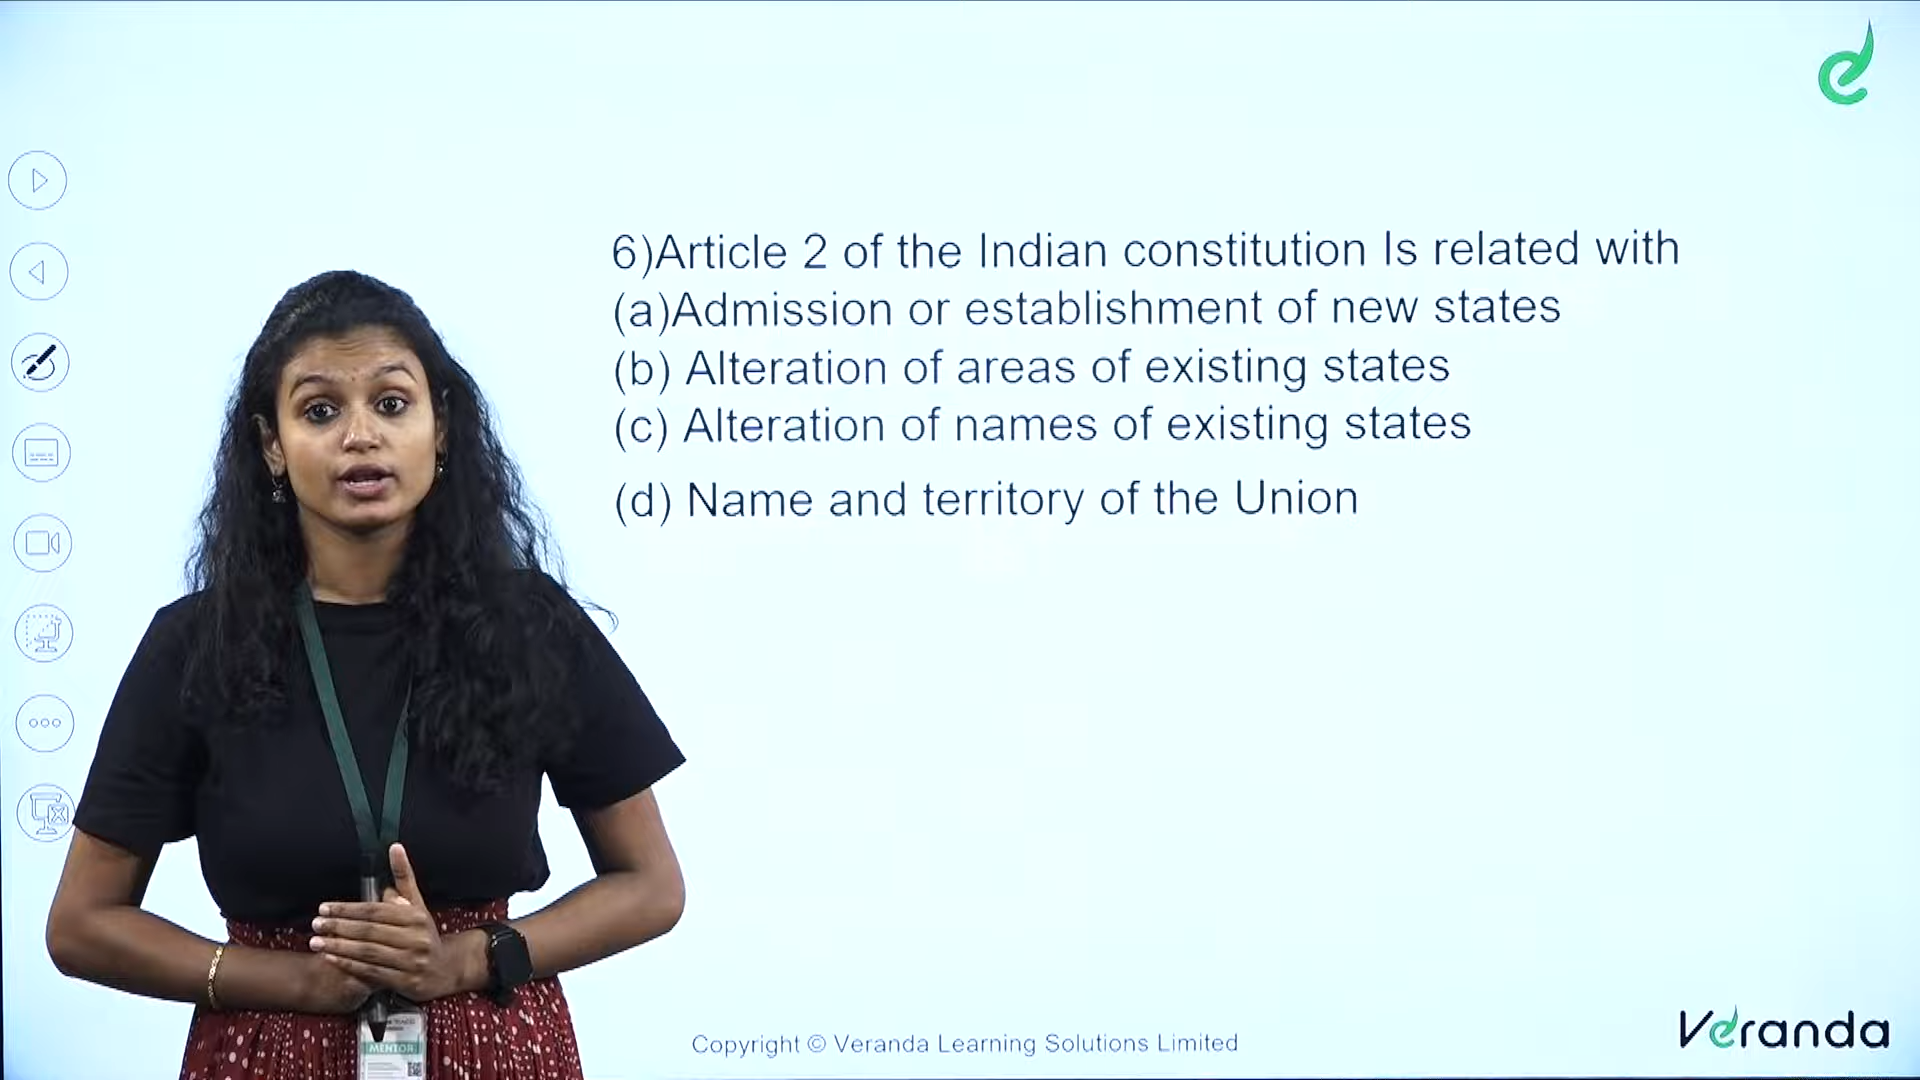 6)Article 2 of the Indian constitution Is related with
(a)Admission or establishment of new states
(b) Alteration of areas of existing states
(c) Alteration of names of existing states
(d) Name and territory of the Union
MENTOR
Copyright © Veranda Learning Solutions Limited
Veranda